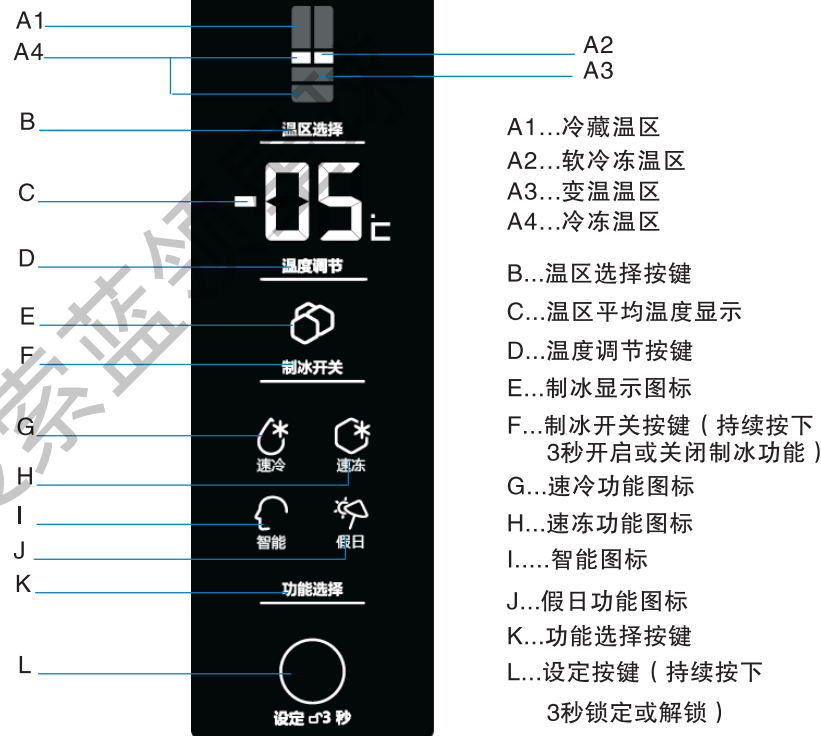 A1
A4
A2
A3
B
温区选择
C
-05℃
D
温度调节
E
F
制冰开关
G
速冷
速冻
H
I
智能
假日
J
K
功能选择
L
设定 3 秒
A1...冷藏温区
A2...软冷冻温区
A3...变温温区
A4...冷冻温区
B...温区选择按键
C...温区平均温度显示
D...温度调节按键
E...制冰显示图标
F...制冰开关按键（持续按下
3秒开启或关闭制冰功能）
G...速冷功能图标
H...速冻功能图标
I.....智能图标
J...假日功能图标
K...功能选择按键
L...设定按键（持续按下
3秒锁定或解锁）